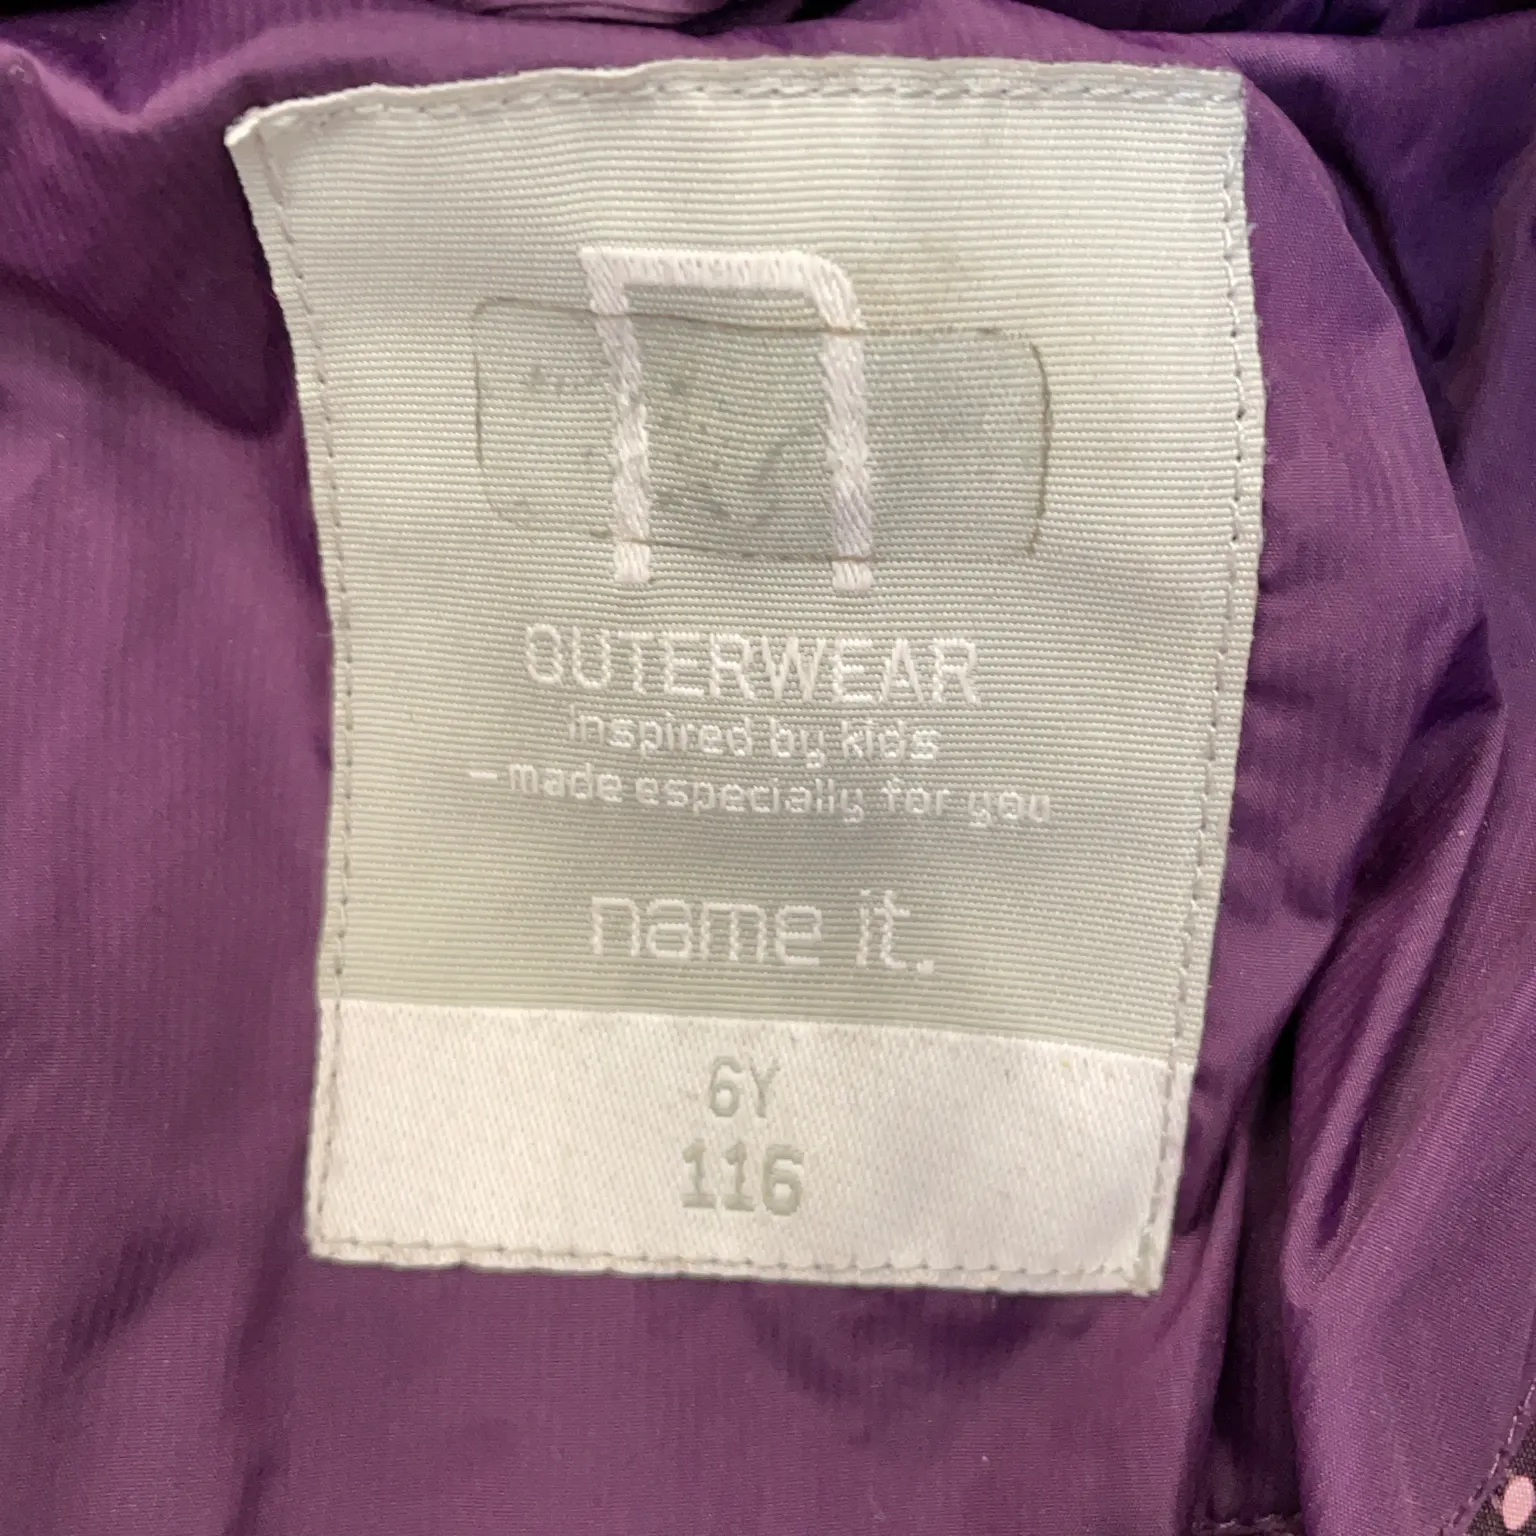 OUTERWEAR
inspired by kids
– made especially for you
name it.
6Y
116